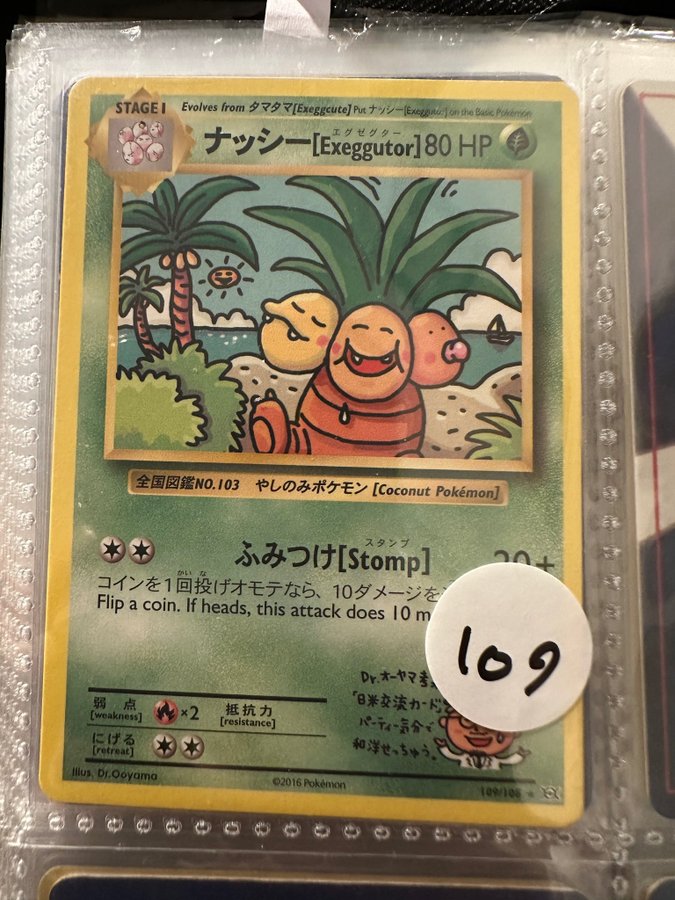 STAGE 1
Evolves from タマタマ[Exeggcute] Put ナッシー[Exeggutor] on the Basic Pokémon
エグゼグター
ナッシー[Exeggutor] 80 HP
全国図鑑NO.103 やしのみポケモン [Coconut Pokémon]
スタンプ
ふみつけ[Stomp] 20+
かい な
コインを1回投げオモテなら、10ダメージを
Flip a coin. If heads, this attack does 10 m
109
弱点
[weakness]
×2
抵抗力
[resistance]
にげる
[retreat]
Dr.オーヤマ
「日米交流カード」
パーティー気分で
和洋せっちゅう。
Illus. Dr.Ooyama
©2016 Pokémon
109/108